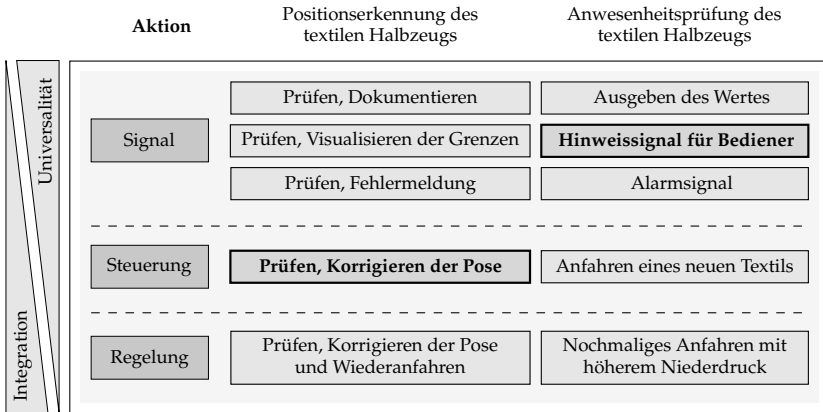 Aktion
Positionserkennung des
textilen Halbzeugs
Anwesenheitsprüfung des
textilen Halbzeugs
Universalität
Integration
Signal
Prüfen, Dokumentieren
Ausgeben des Wertes
Prüfen, Visualisieren der Grenzen
Hinweissignal für Bediener
Prüfen, Fehlermeldung
Alarmsignal
Steuerung
Prüfen, Korrigieren der Pose
Anfahren eines neuen Textils
Regelung
Prüfen, Korrigieren der Pose
und Wiederanfahren
Nochmaliges Anfahren mit
höherem Niederdruck